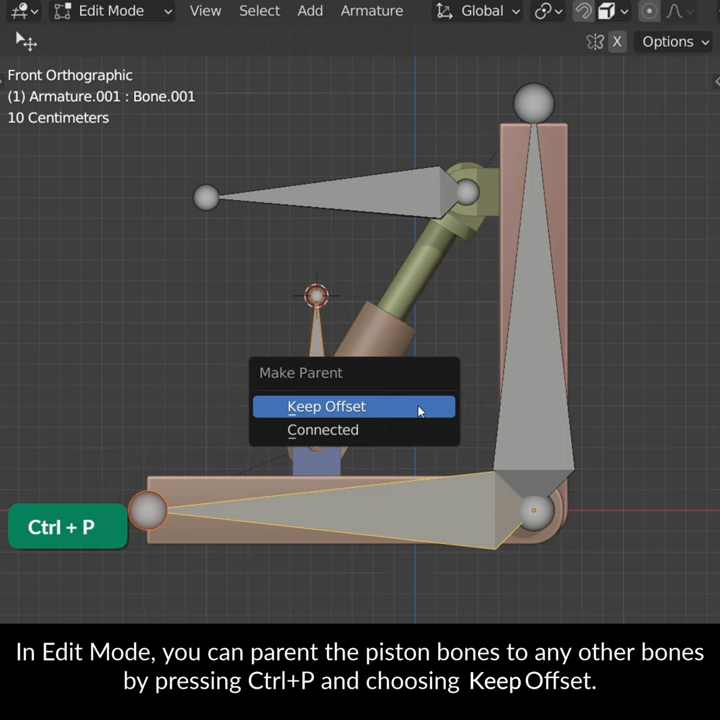 Edit Mode View Select Add Armature Global
X Options
Front Orthographic
(1) Armature.001 : Bone.001
10 Centimeters
Make Parent
Keep Offset
Connected
Ctrl + P
In Edit Mode, you can parent the piston bones to any other bones
by pressing Ctrl+P and choosing Keep Offset.